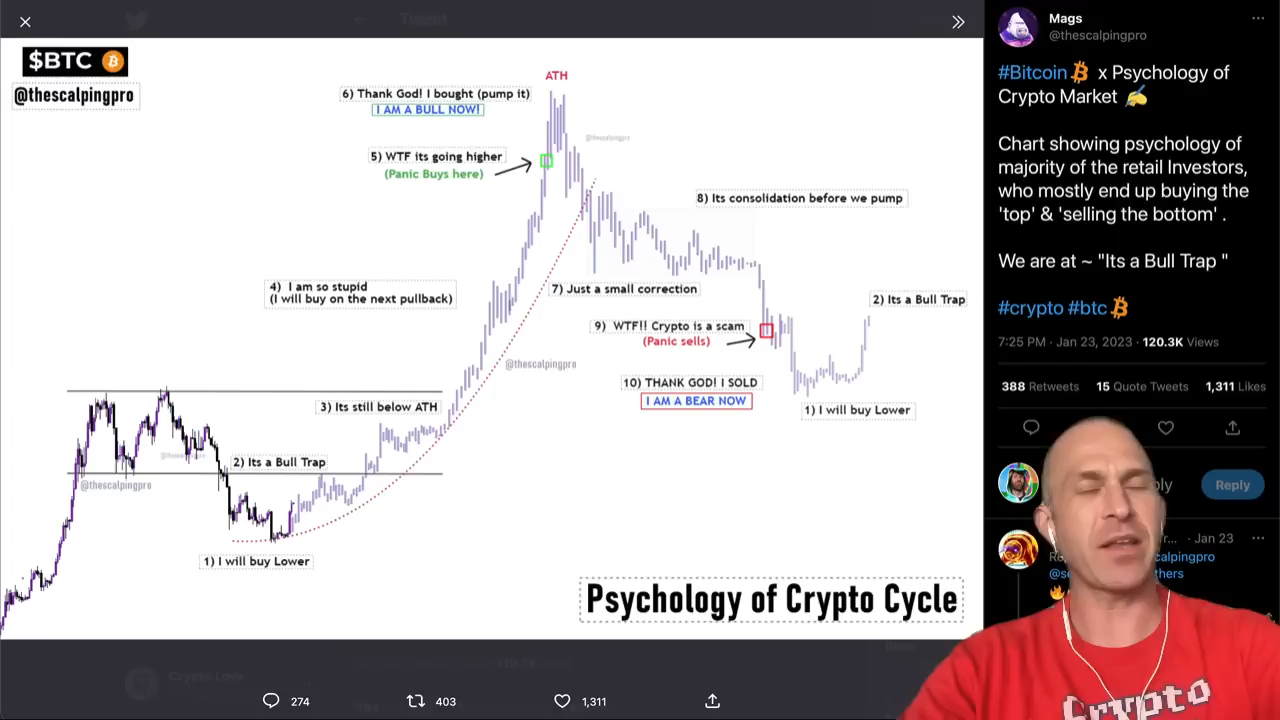 Tweet
$BTC
@thescalpingpro
ATH
6) Thank God! I bought (pump it)
I AM A BULL NOW!
@thescalpingpro
5) WTF its going higher
(Panic Buys here)
8) Its consolidation before we pump
4) I am so stupid
(I will buy on the next pullback)
7) Just a small correction
2) Its a Bull Trap
9) WTF!! Crypto is a scam
(Panic sells)
@thescalpingpro
10) THANK GOD! I SOLD
I AM A BEAR NOW
1) I will buy Lower
3) Its still below ATH
2) Its a Bull Trap
@thescalpingpro
1) I will buy Lower
Psychology of Crypto Cycle
Crypto Love
274
403
1,311
Mags
@thescalpingpro
#Bitcoin x Psychology of
Crypto Market
Chart showing psychology of
majority of the retail Investors,
who mostly end up buying the
'top' & 'selling the bottom' .
We are at ~ "Its a Bull Trap "
#crypto #btc
7:25 PM · Jan 23, 2023 · 120.3K Views
388 Retweets 15 Quote Tweets 1,311 Likes
Reply
· Jan 23
Crypto